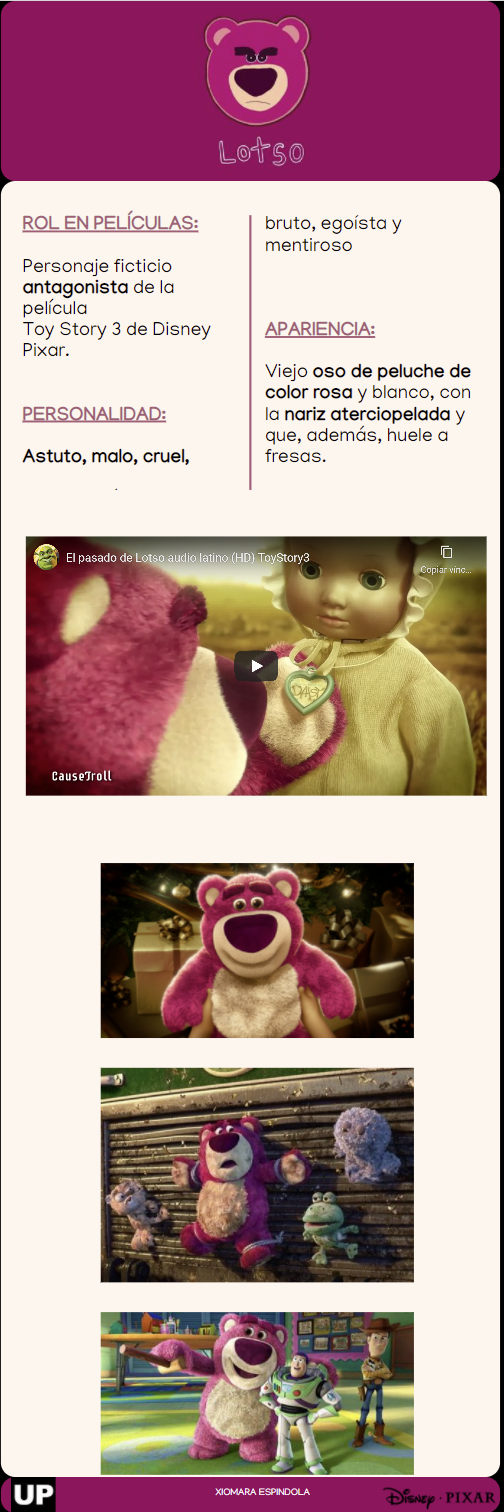 Lotso
ROL EN PELÍCULAS:
Personaje ficticio
antagonista de la
película
Toy Story 3 de Disney
Pixar.
PERSONALIDAD:
Astuto, malo, cruel,
bruto, egoísta y
mentiroso
APARIENCIA:
Viejo oso de peluche de
color rosa y blanco, con
la nariz aterciopelada y
que, además, huele a
fresas.
El pasado de Lotso audio latino (HD) ToyStory3
Copiar vínc...
DAISY
CauseTroll
UP
XIOMARA ESPINDOLA
Disney · PIXAR